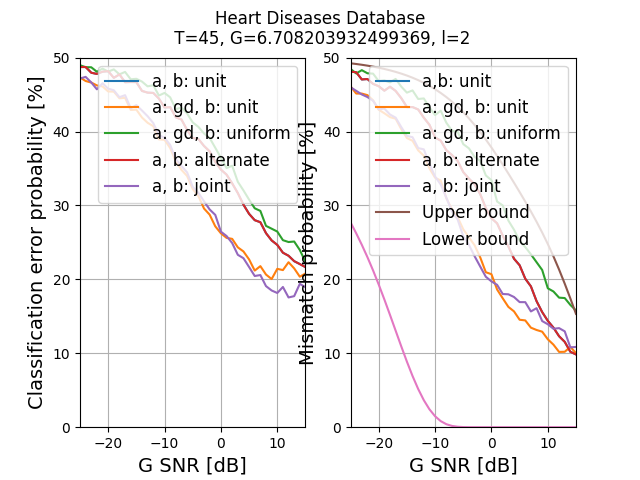 Heart Diseases Database
T=45, G=6.708203932499369, l=2
Classification error probability [%]
50
40
30
20
10
0
−20
−10
0
10
G SNR [dB]
a, b: unit
a: gd, b: unit
a: gd, b: uniform
a, b: alternate
a, b: joint
Mismatch probability [%]
50
40
30
20
10
0
−20
−10
0
10
G SNR [dB]
a,b: unit
a: gd, b: unit
a: gd, b: uniform
a, b: alternate
a, b: joint
Upper bound
Lower bound